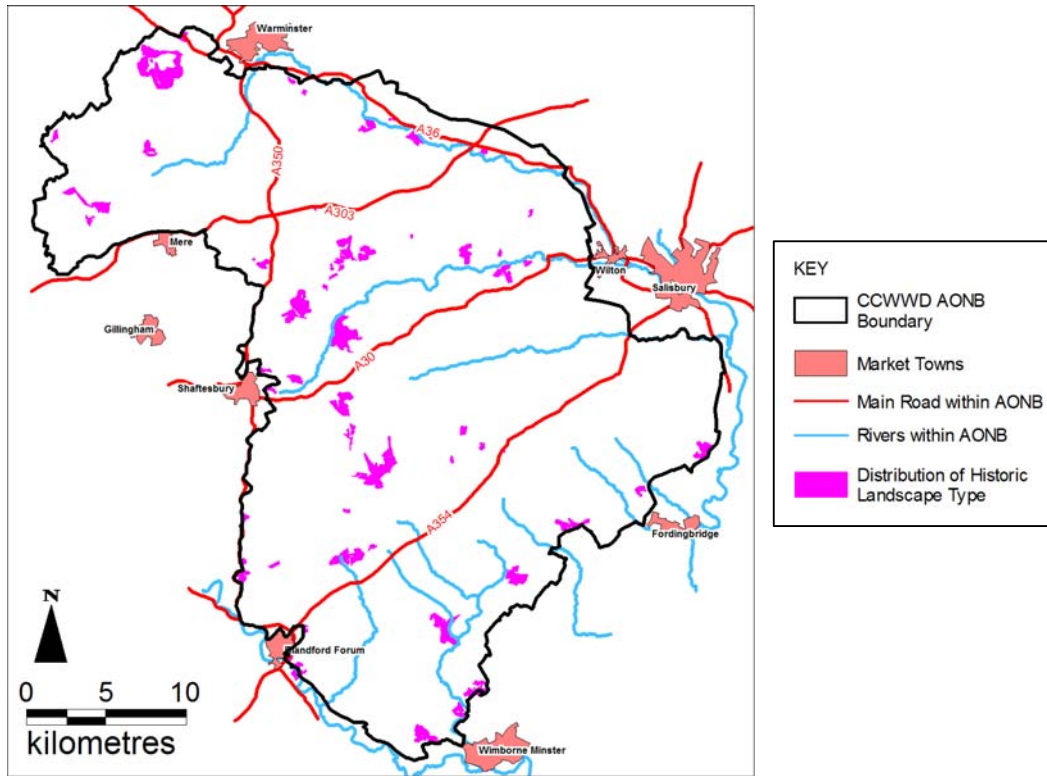 Warminster
A36
A350
A303
Mere
Wilton
Salisbury
Gillingham
A30
Shaftesbury
A354
Fordingbridge
N
Blandford Forum
0 5 10
kilometres
Wimborne Minster
KEY
CCWWD AONB
Boundary
Market Towns
Main Road within AONB
Rivers within AONB
Distribution of Historic
Landscape Type